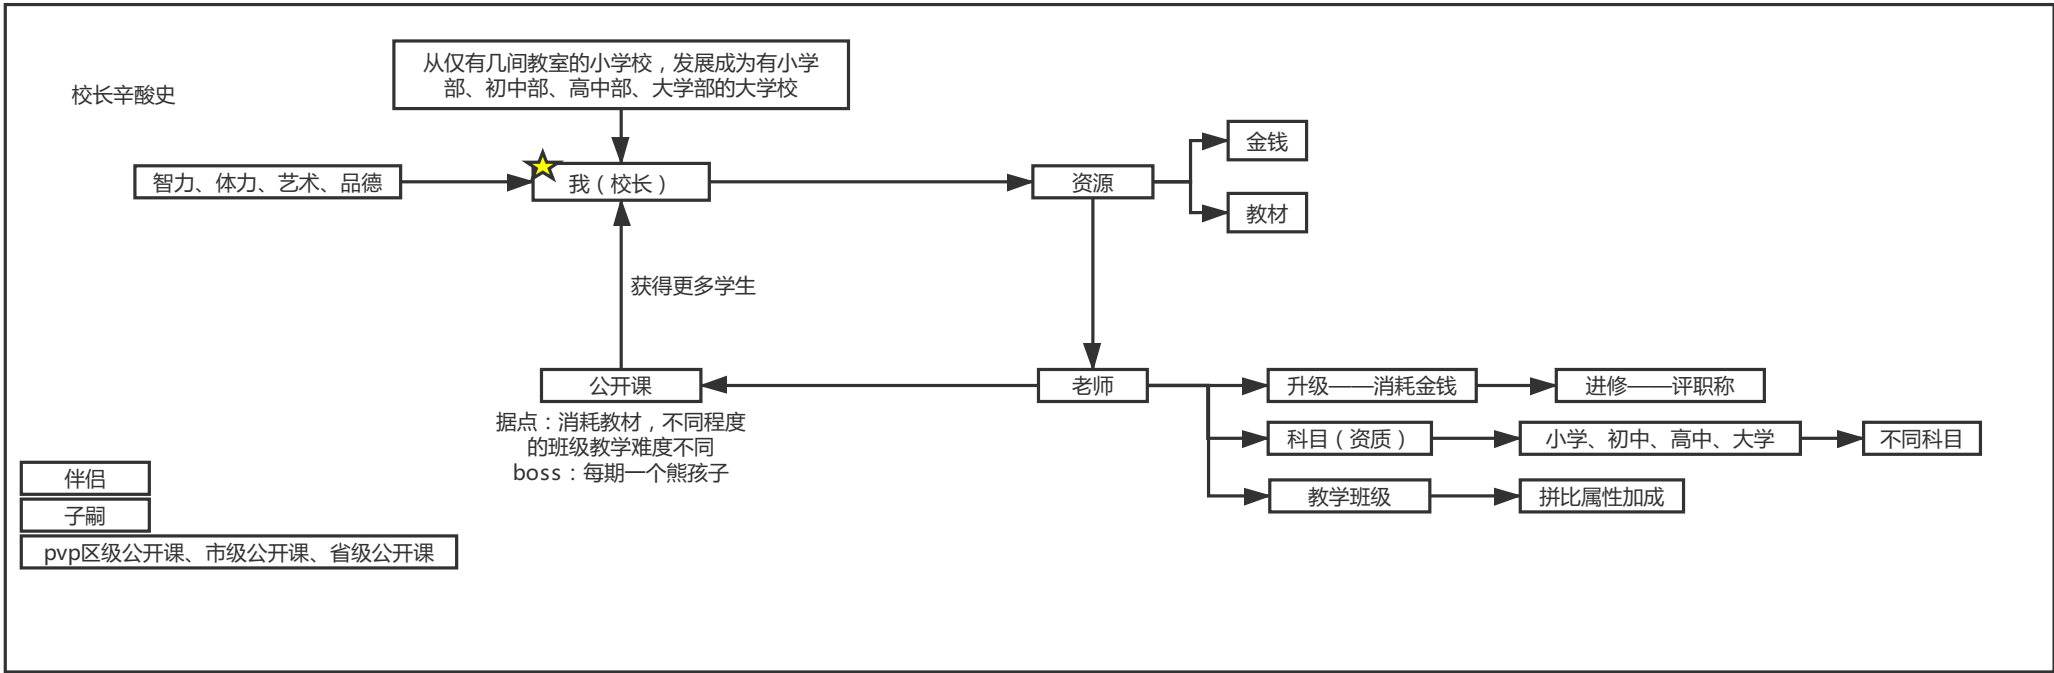 从仅有几间教室的小学校，发展成为有小学
部、初中部、高中部、大学部的大学校
校长辛酸史
金钱
智力、体力、艺术、品德
我（校长）
资源
教材
获得更多学生
公开课
老师
升级——消耗金钱
进修——评职称
据点：消耗教材，不同程度
的班级教学难度不同
boss：每期一个熊孩子
科目（资质）
小学、初中、高中、大学
不同科目
伴侣
教学班级
拼比属性加成
子嗣
pvp区级公开课、市级公开课、省级公开课